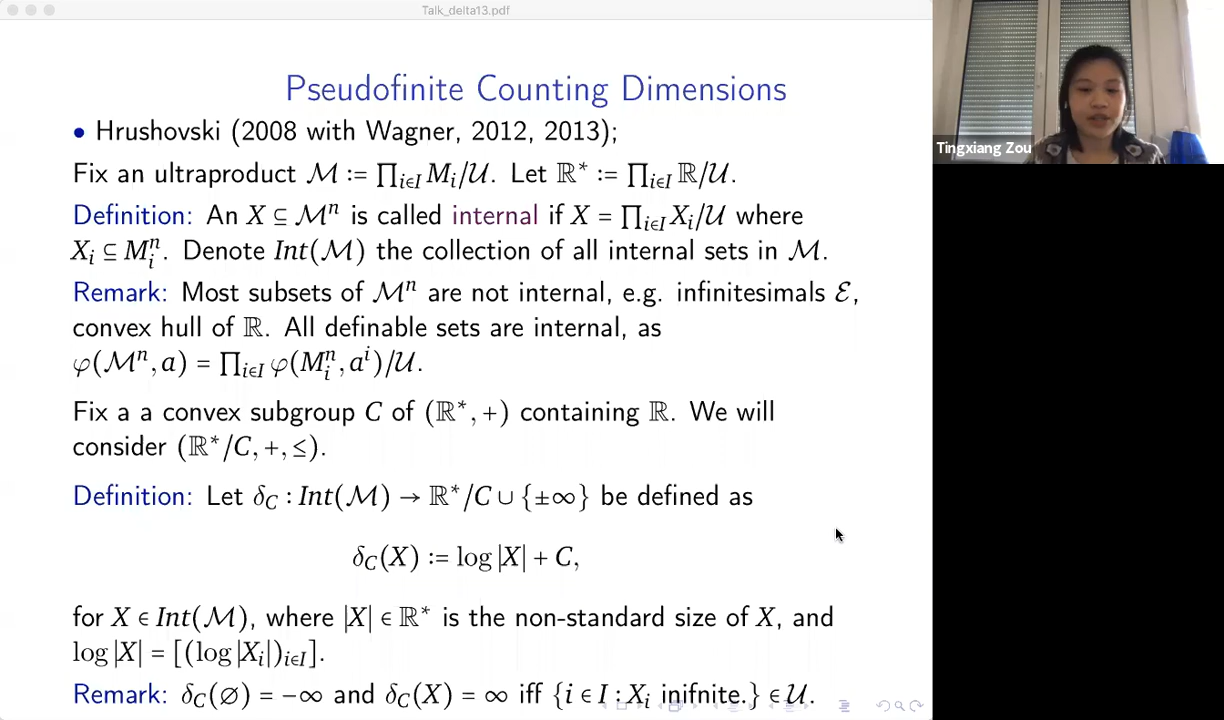 Talk_delta13.pdf
Pseudofinite Counting Dimensions
• Hrushovski (2008 with Wagner, 2012, 2013);
Fix an ultraproduct ℳ := ∏_{i∈I} M_i/𝒰. Let ℝ* := ∏_{i∈I} ℝ/𝒰.
Definition: An X ⊆ ℳⁿ is called internal if X = ∏_{i∈I} X_i/𝒰 where
X_i ⊆ M_i^n. Denote Int(ℳ) the collection of all internal sets in ℳ.
Remark: Most subsets of ℳⁿ are not internal, e.g. infinitesimals ℰ,
convex hull of ℝ. All definable sets are internal, as
φ(ℳⁿ, a) = ∏_{i∈I} φ(M_i^n, a^i)/𝒰.
Fix a a convex subgroup C of (ℝ*, +) containing ℝ. We will
consider (ℝ*/C, +, ≤).
Definition: Let δ_C : Int(ℳ) → ℝ*/C ∪ {±∞} be defined as
δ_C(X) := log |X| + C,
for X ∈ Int(ℳ), where |X| ∈ ℝ* is the non-standard size of X, and
log |X| = [(log |X_i|)_{i∈I}].
Remark: δ_C(∅) = −∞ and δ_C(X) = ∞ iff {i ∈ I : X_i inifnite.} ∈ 𝒰.
Tingxiang Zou